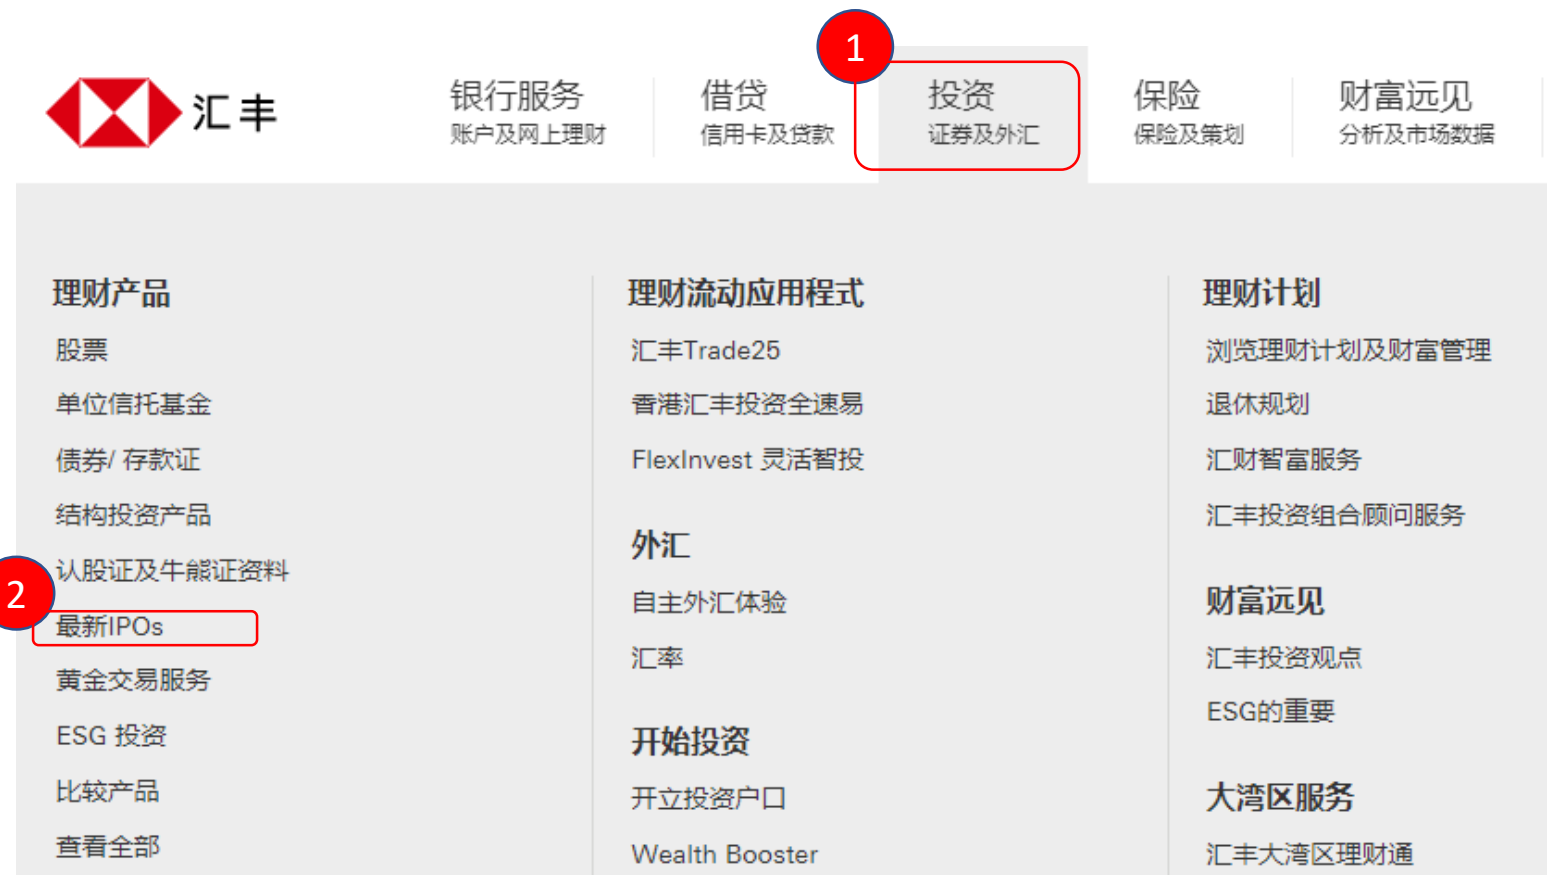 1
汇丰
银行服务
账户及网上理财
借贷
信用卡及贷款
投资
证券及外汇
保险
保险及策划
财富远见
分析及市场数据
理财产品
股票
单位信托基金
债券/ 存款证
结构投资产品
认股证及牛熊证资料
2
最新IPOs
黄金交易服务
ESG 投资
比较产品
查看全部
理财流动应用程式
汇丰Trade25
香港汇丰投资全速易
FlexInvest 灵活智投
外汇
自主外汇体验
汇率
开始投资
开立投资户口
Wealth Booster
理财计划
浏览理财计划及财富管理
退休规划
汇财智富服务
汇丰投资组合顾问服务
财富远见
汇丰投资观点
ESG的重要
大湾区服务
汇丰大湾区理财通